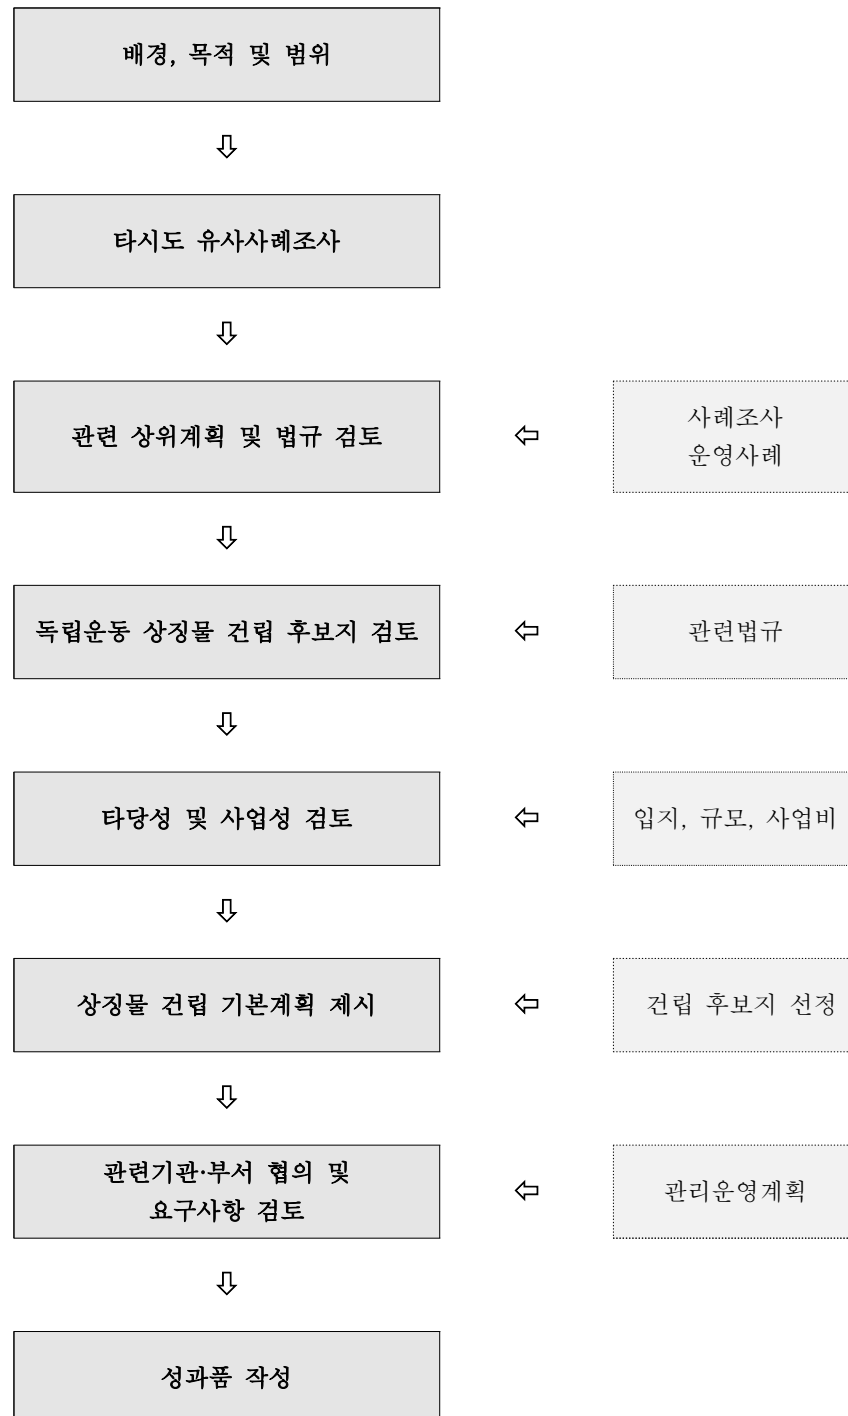 배경, 목적 및 범위
⇩
타시도 유사사례조사
⇩
관련 상위계획 및 법규 검토
⇦
사례조사
운영사례
⇩
독립운동 상징물 건립 후보지 검토
⇦
관련법규
⇩
타당성 및 사업성 검토
⇦
입지, 규모, 사업비
⇩
상징물 건립 기본계획 제시
⇦
건립 후보지 선정
⇩
관련기관·부서 협의 및
요구사항 검토
⇦
관리운영계획
⇩
성과품 작성